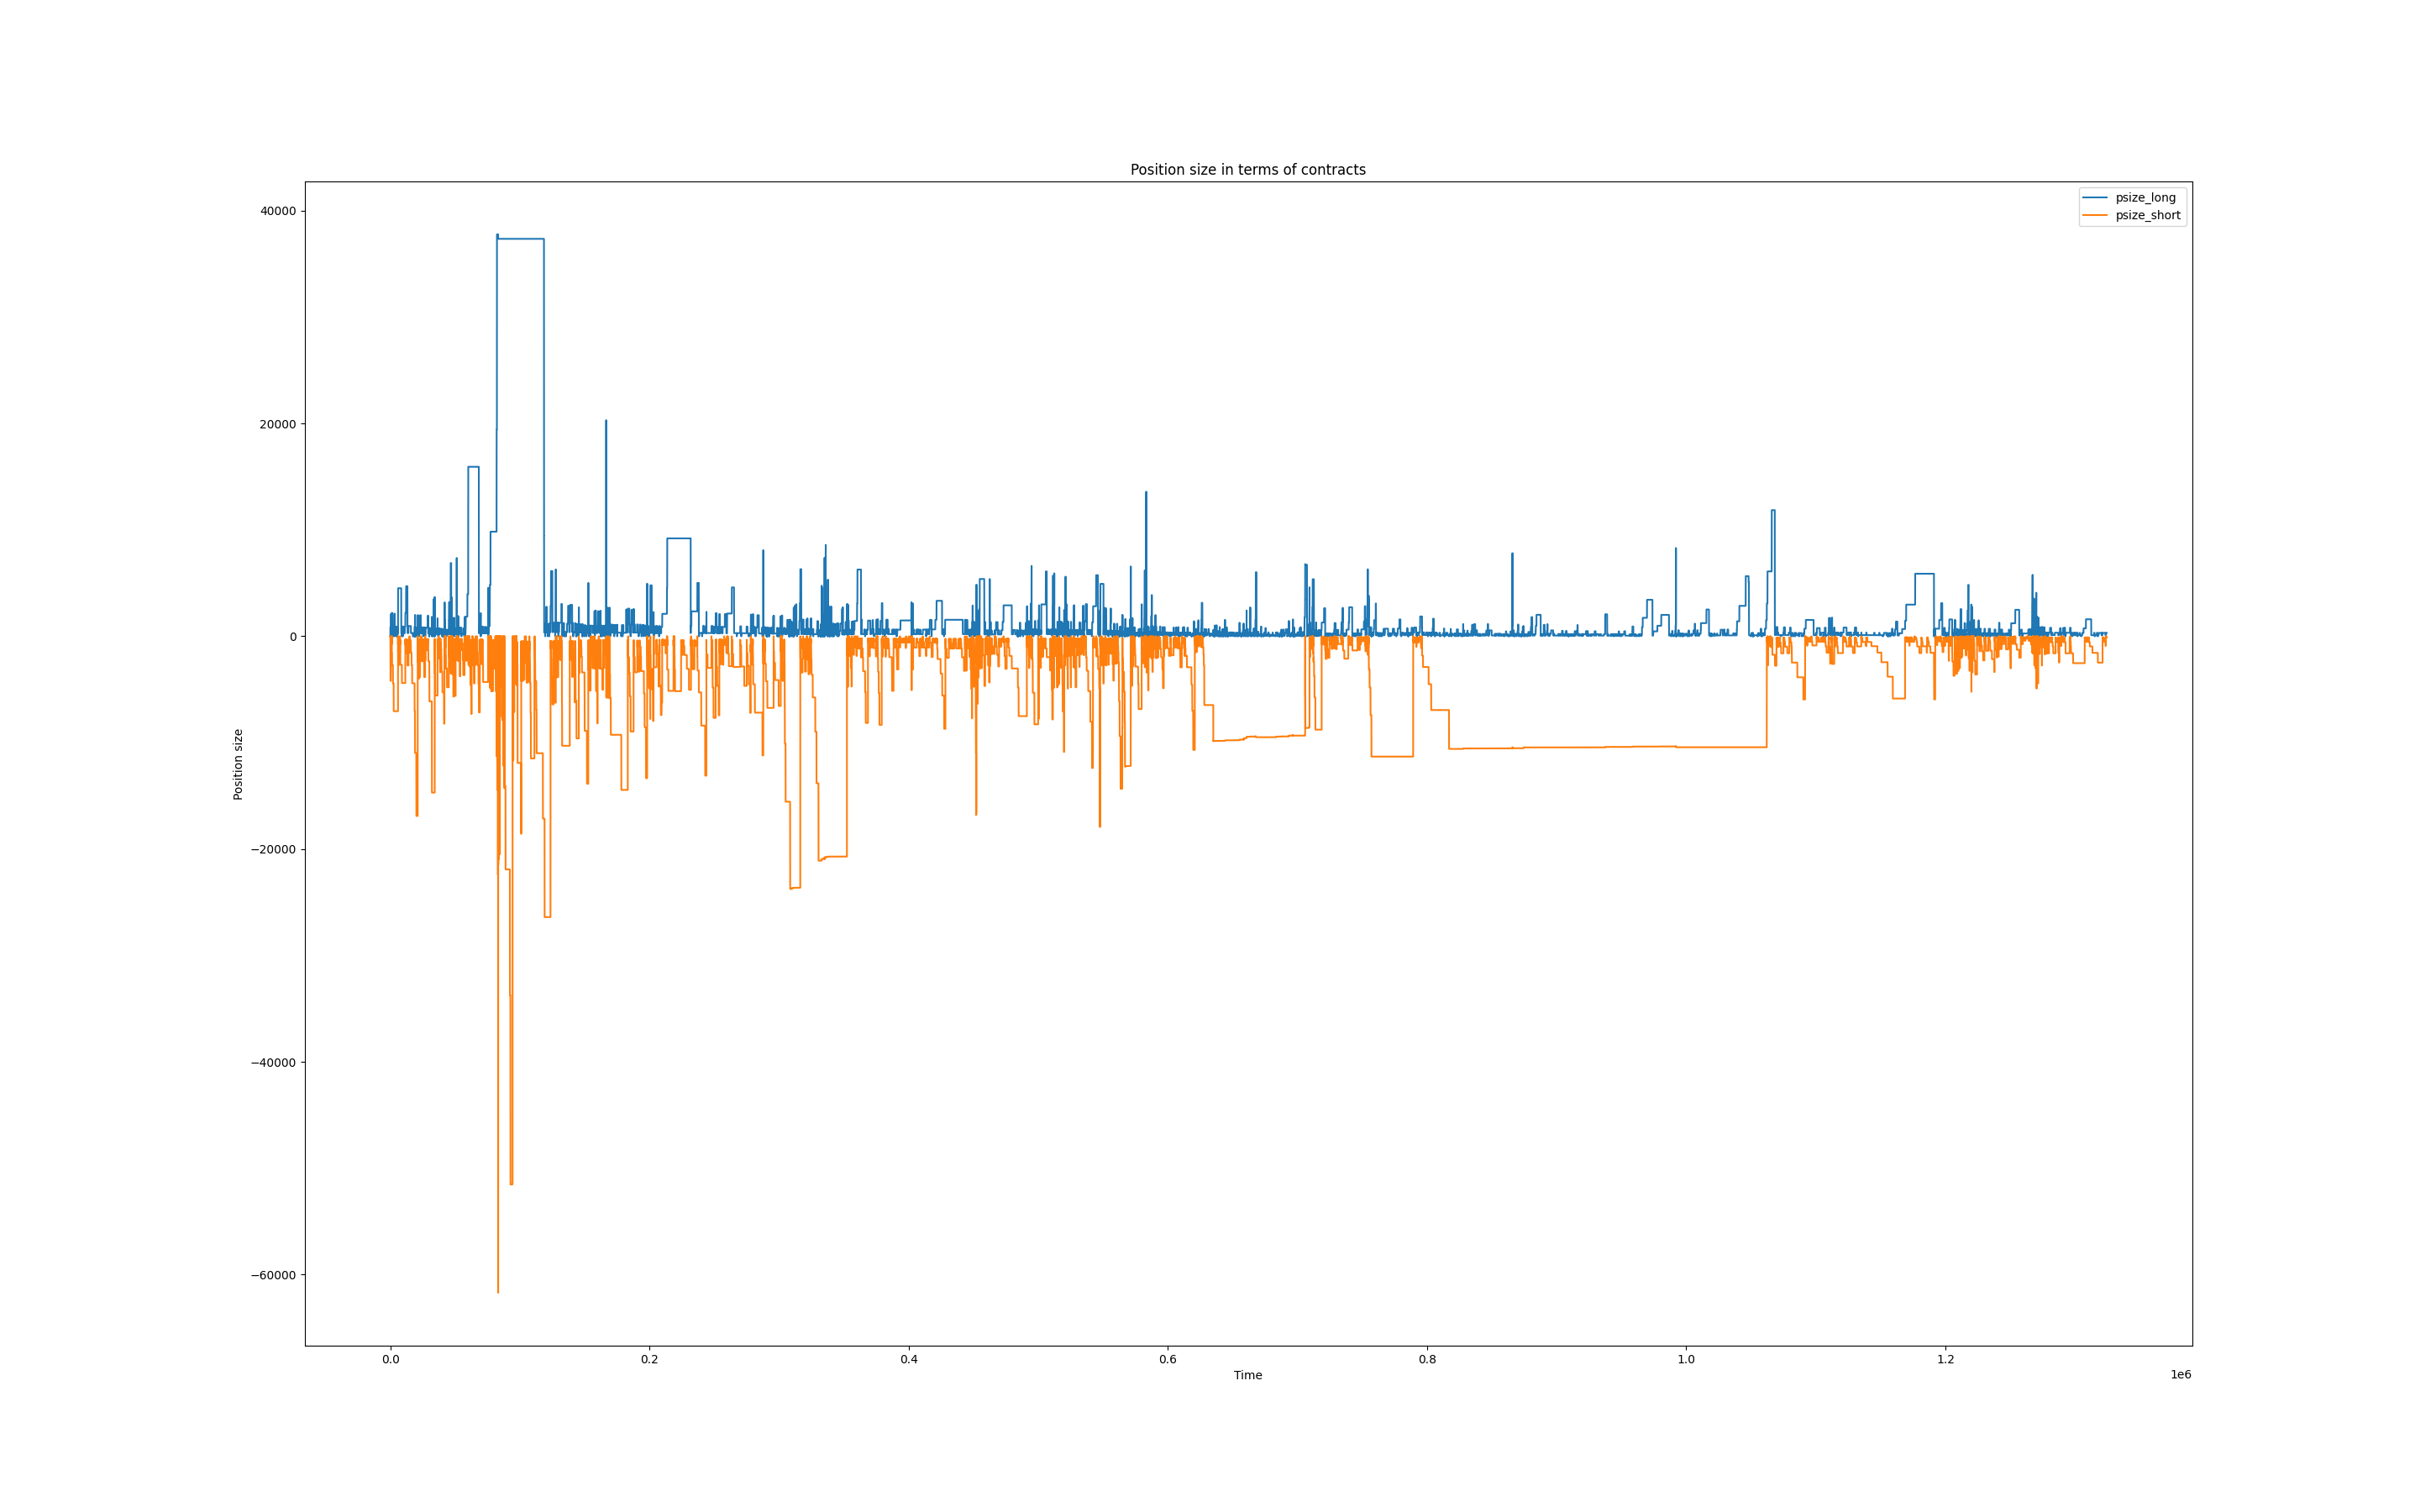 Position size in terms of contracts
psize_long
psize_short
Position size
40000
20000
0
−20000
−40000
−60000
0.0
0.2
0.4
0.6
0.8
1.0
1.2
1e6
Time